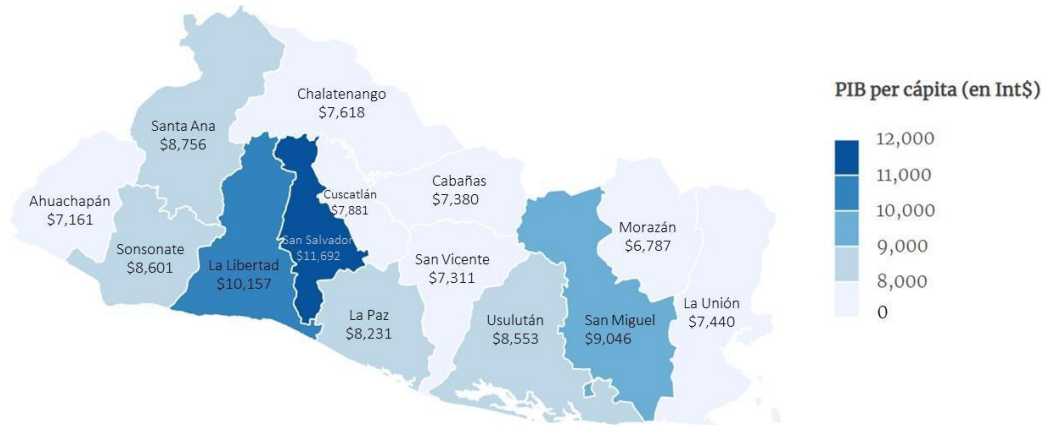 Chalatenango
$7,618
Santa Ana
$8,756
Ahuachapán
$7,161
Sonsonate
$8,601
La Libertad
$10,157
San Salvador
$11,692
Cuscatlán
$7,881
Cabañas
$7,380
San Vicente
$7,311
La Paz
$8,231
Usulután
$8,553
San Miguel
$9,046
Morazán
$6,787
La Unión
$7,440
PIB per cápita (en Int$)
12,000
11,000
10,000
9,000
8,000
0